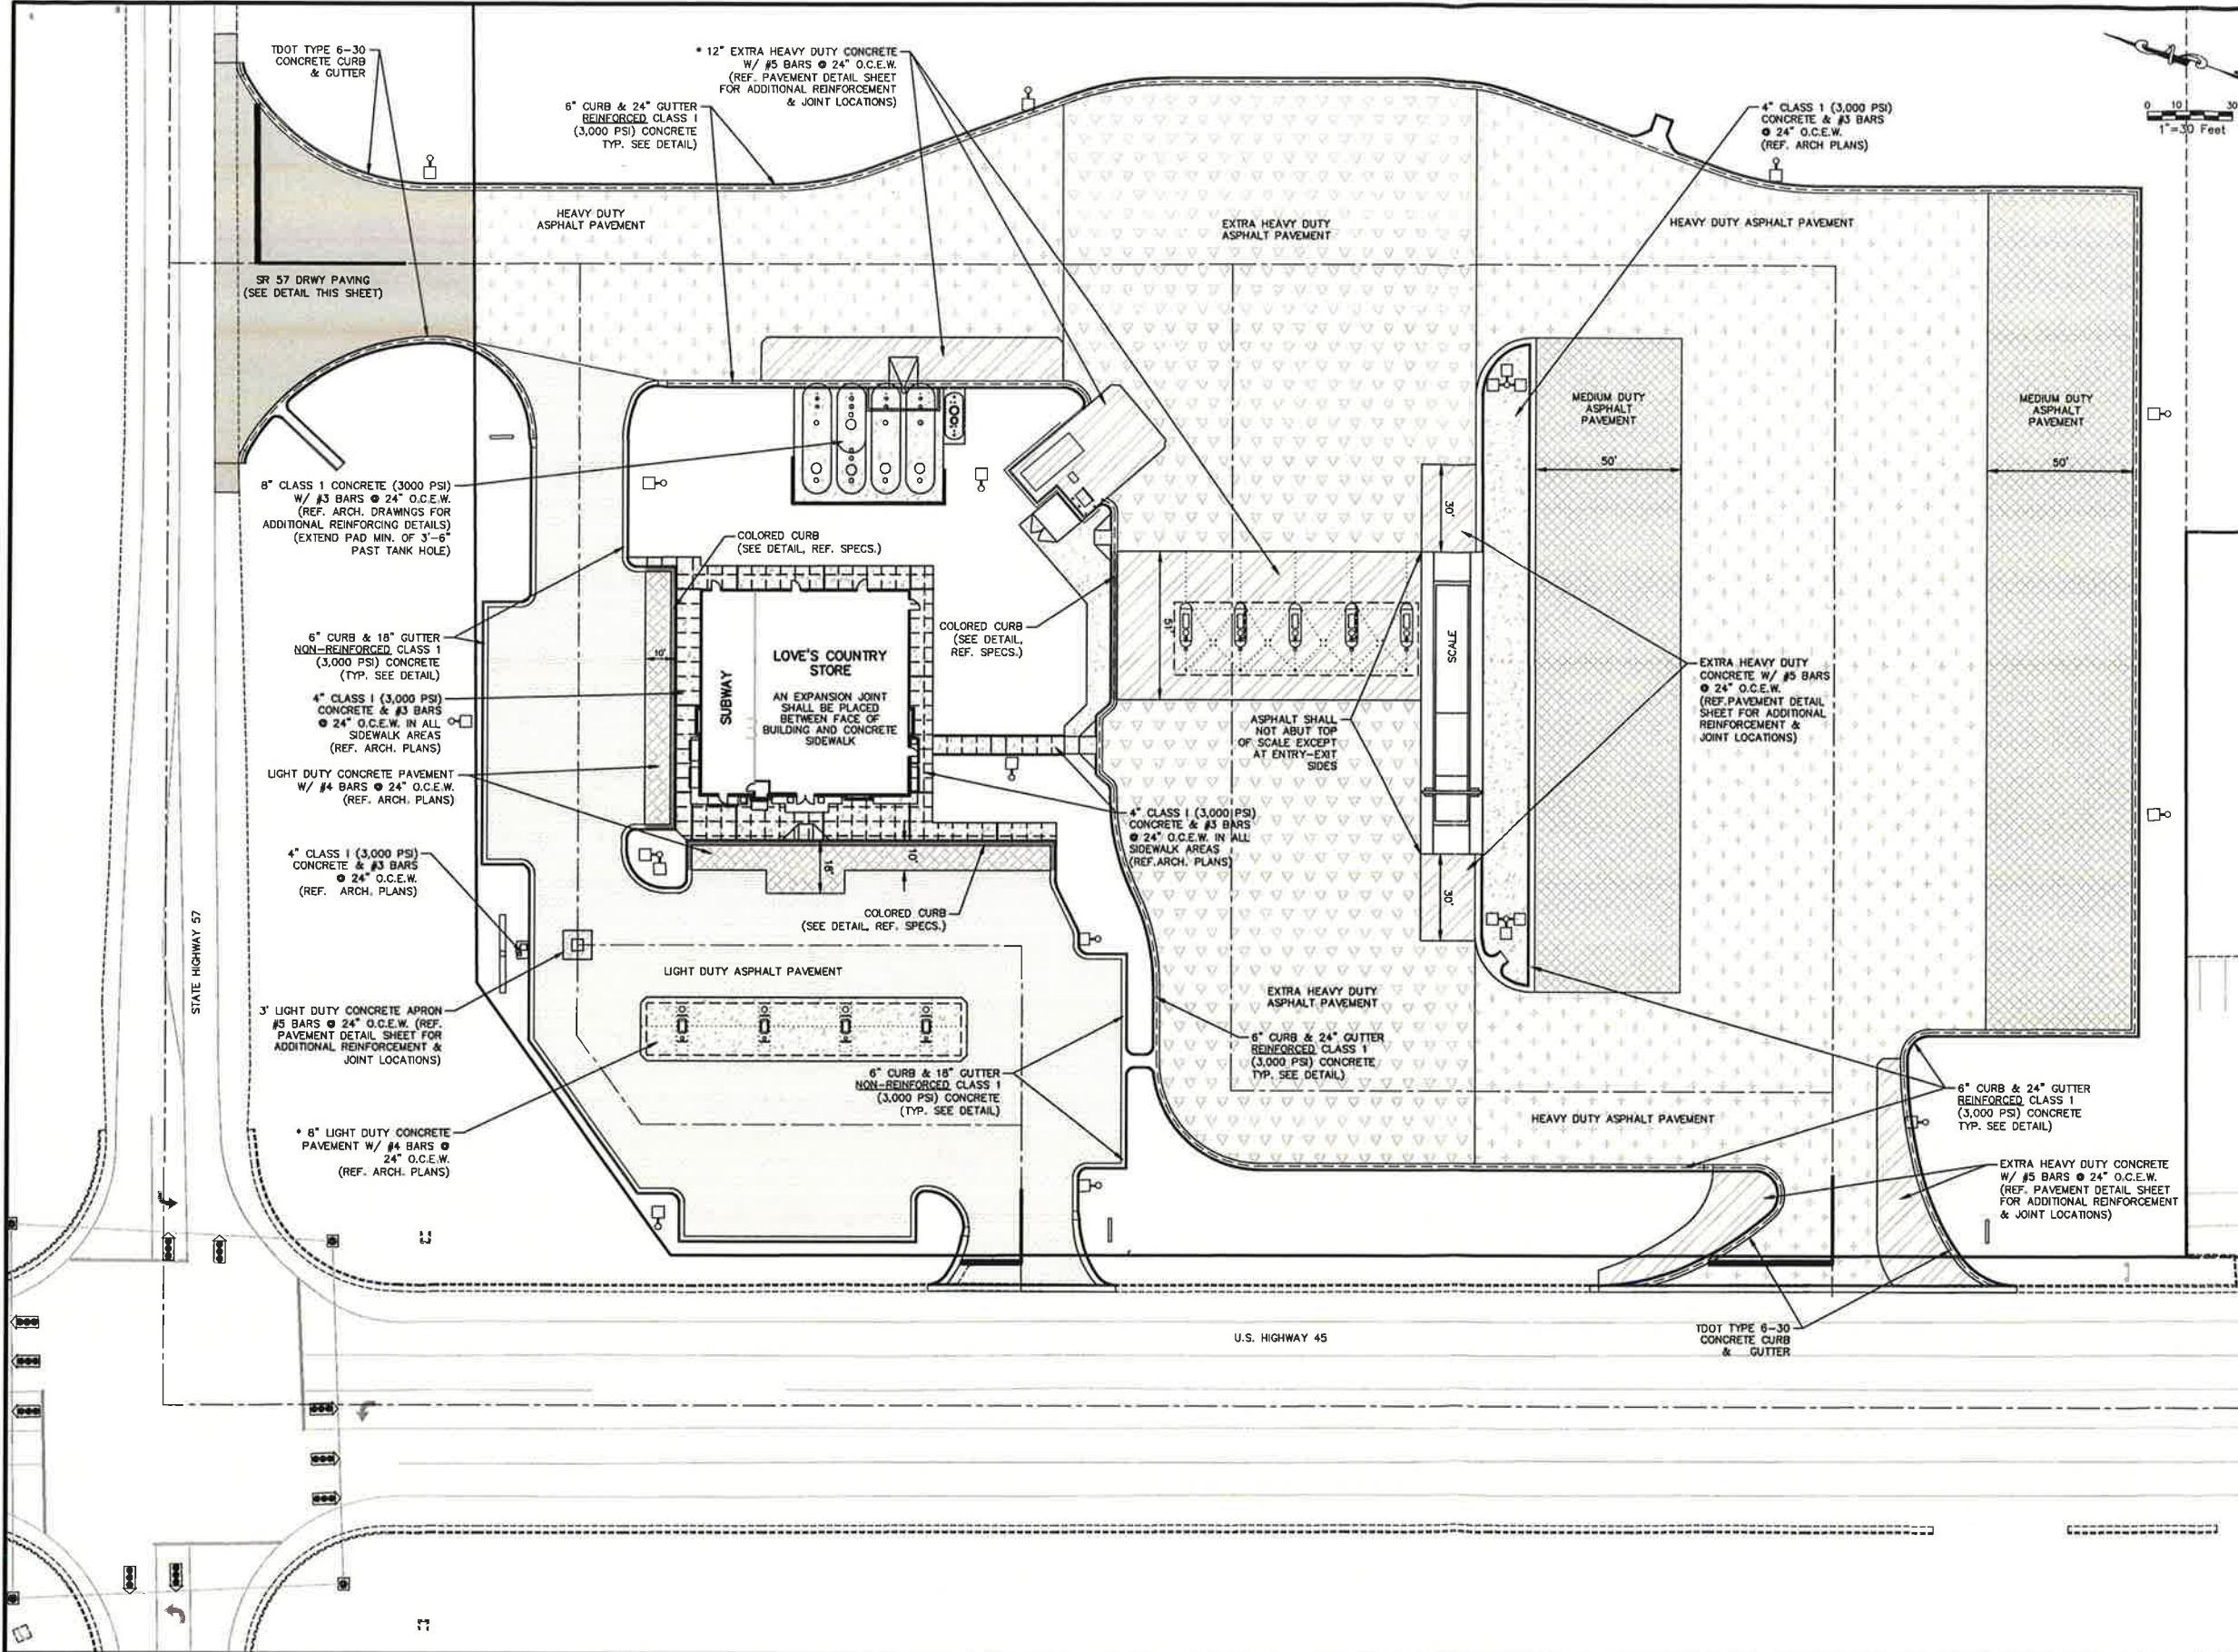 TDOT TYPE 6-30
CONCRETE CURB
& GUTTER
* 12" EXTRA HEAVY DUTY CONCRETE
W/ #5 BARS @ 24" O.C.E.W.
(REF. PAVEMENT DETAIL SHEET
FOR ADDITIONAL REINFORCEMENT
& JOINT LOCATIONS)
6" CURB & 24" GUTTER
REINFORCED CLASS I
(3,000 PSI) CONCRETE
TYP. SEE DETAIL)
4" CLASS 1 (3,000 PSI)
CONCRETE & #3 BARS
@ 24" O.C.E.W.
(REF. ARCH PLANS)
0 10 30
1"=30 Feet
HEAVY DUTY
ASPHALT PAVEMENT
EXTRA HEAVY DUTY
ASPHALT PAVEMENT
HEAVY DUTY ASPHALT PAVEMENT
SR 57 DRWY PAVING
(SEE DETAIL THIS SHEET)
MEDIUM DUTY
ASPHALT
PAVEMENT
50'
MEDIUM DUTY
ASPHALT
PAVEMENT
50'
8" CLASS 1 CONCRETE (3000 PSI)
W/ #3 BARS @ 24" O.C.E.W.
(REF. ARCH. DRAWINGS FOR
ADDITIONAL REINFORCING DETAILS)
(EXTEND PAD MIN. OF 3'-6"
PAST TANK HOLE)
COLORED CURB
(SEE DETAIL, REF. SPECS.)
30'
6" CURB & 18" GUTTER
NON-REINFORCED CLASS 1
(3,000 PSI) CONCRETE
(TYP. SEE DETAIL)
10'
SUBWAY
LOVE'S COUNTRY
STORE
AN EXPANSION JOINT
SHALL BE PLACED
BETWEEN FACE OF
BUILDING AND CONCRETE
SIDEWALK
COLORED CURB
(SEE DETAIL,
REF. SPECS.)
51'
SCALE
EXTRA HEAVY DUTY
CONCRETE W/ #5 BARS
@ 24" O.C.E.W.
(REF.PAVEMENT DETAIL
SHEET FOR ADDITIONAL
REINFORCEMENT &
JOINT LOCATIONS)
4" CLASS I (3,000 PSI)
CONCRETE & #3 BARS
@ 24" O.C.E.W. IN ALL
SIDEWALK AREAS
(REF. ARCH. PLANS)
ASPHALT SHALL
NOT ABUT TOP
OF SCALE EXCEPT
AT ENTRY-EXIT
SIDES
LIGHT DUTY CONCRETE PAVEMENT
W/ #4 BARS @ 24" O.C.E.W.
(REF. ARCH. PLANS)
4" CLASS I (3,000 PSI)
CONCRETE & #3 BARS
@ 24" O.C.E.W. IN ALL
SIDEWALK AREAS
(REF.ARCH. PLANS)
4" CLASS I (3,000 PSI)
CONCRETE & #3 BARS
@ 24" O.C.E.W.
(REF. ARCH. PLANS)
18'
10'
30'
COLORED CURB
(SEE DETAIL, REF. SPECS.)
STATE HIGHWAY 57
LIGHT DUTY ASPHALT PAVEMENT
EXTRA HEAVY DUTY
ASPHALT PAVEMENT
3' LIGHT DUTY CONCRETE APRON
#5 BARS @ 24" O.C.E.W. (REF.
PAVEMENT DETAIL SHEET FOR
ADDITIONAL REINFORCEMENT &
JOINT LOCATIONS)
6" CURB & 24" GUTTER
REINFORCED CLASS 1
(3,000 PSI) CONCRETE
TYP. SEE DETAIL)
6" CURB & 18" GUTTER
NON-REINFORCED CLASS 1
(3,000 PSI) CONCRETE
(TYP. SEE DETAIL)
6" CURB & 24" GUTTER
REINFORCED CLASS 1
(3,000 PSI) CONCRETE
TYP. SEE DETAIL)
HEAVY DUTY ASPHALT PAVEMENT
* 8" LIGHT DUTY CONCRETE
PAVEMENT W/ #4 BARS @
24" O.C.E.W.
(REF. ARCH. PLANS)
EXTRA HEAVY DUTY CONCRETE
W/ #5 BARS @ 24" O.C.E.W.
(REF. PAVEMENT DETAIL SHEET
FOR ADDITIONAL REINFORCEMENT
& JOINT LOCATIONS)
U.S. HIGHWAY 45
TDOT TYPE 6-30
CONCRETE CURB
& GUTTER